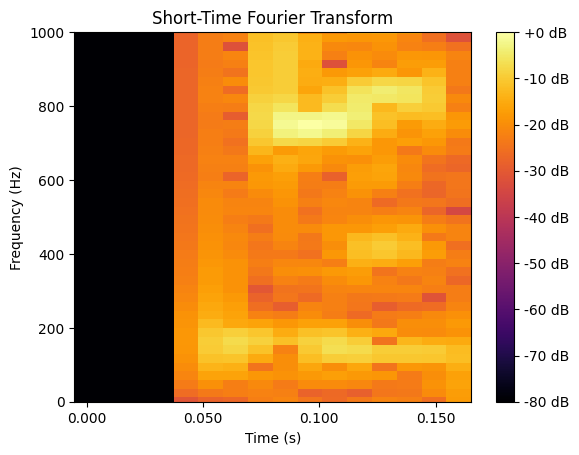 Short-Time Fourier Transform
Frequency (Hz)
1000
800
600
400
200
0
0.000
0.050
0.100
0.150
Time (s)
+0 dB
-10 dB
-20 dB
-30 dB
-40 dB
-50 dB
-60 dB
-70 dB
-80 dB